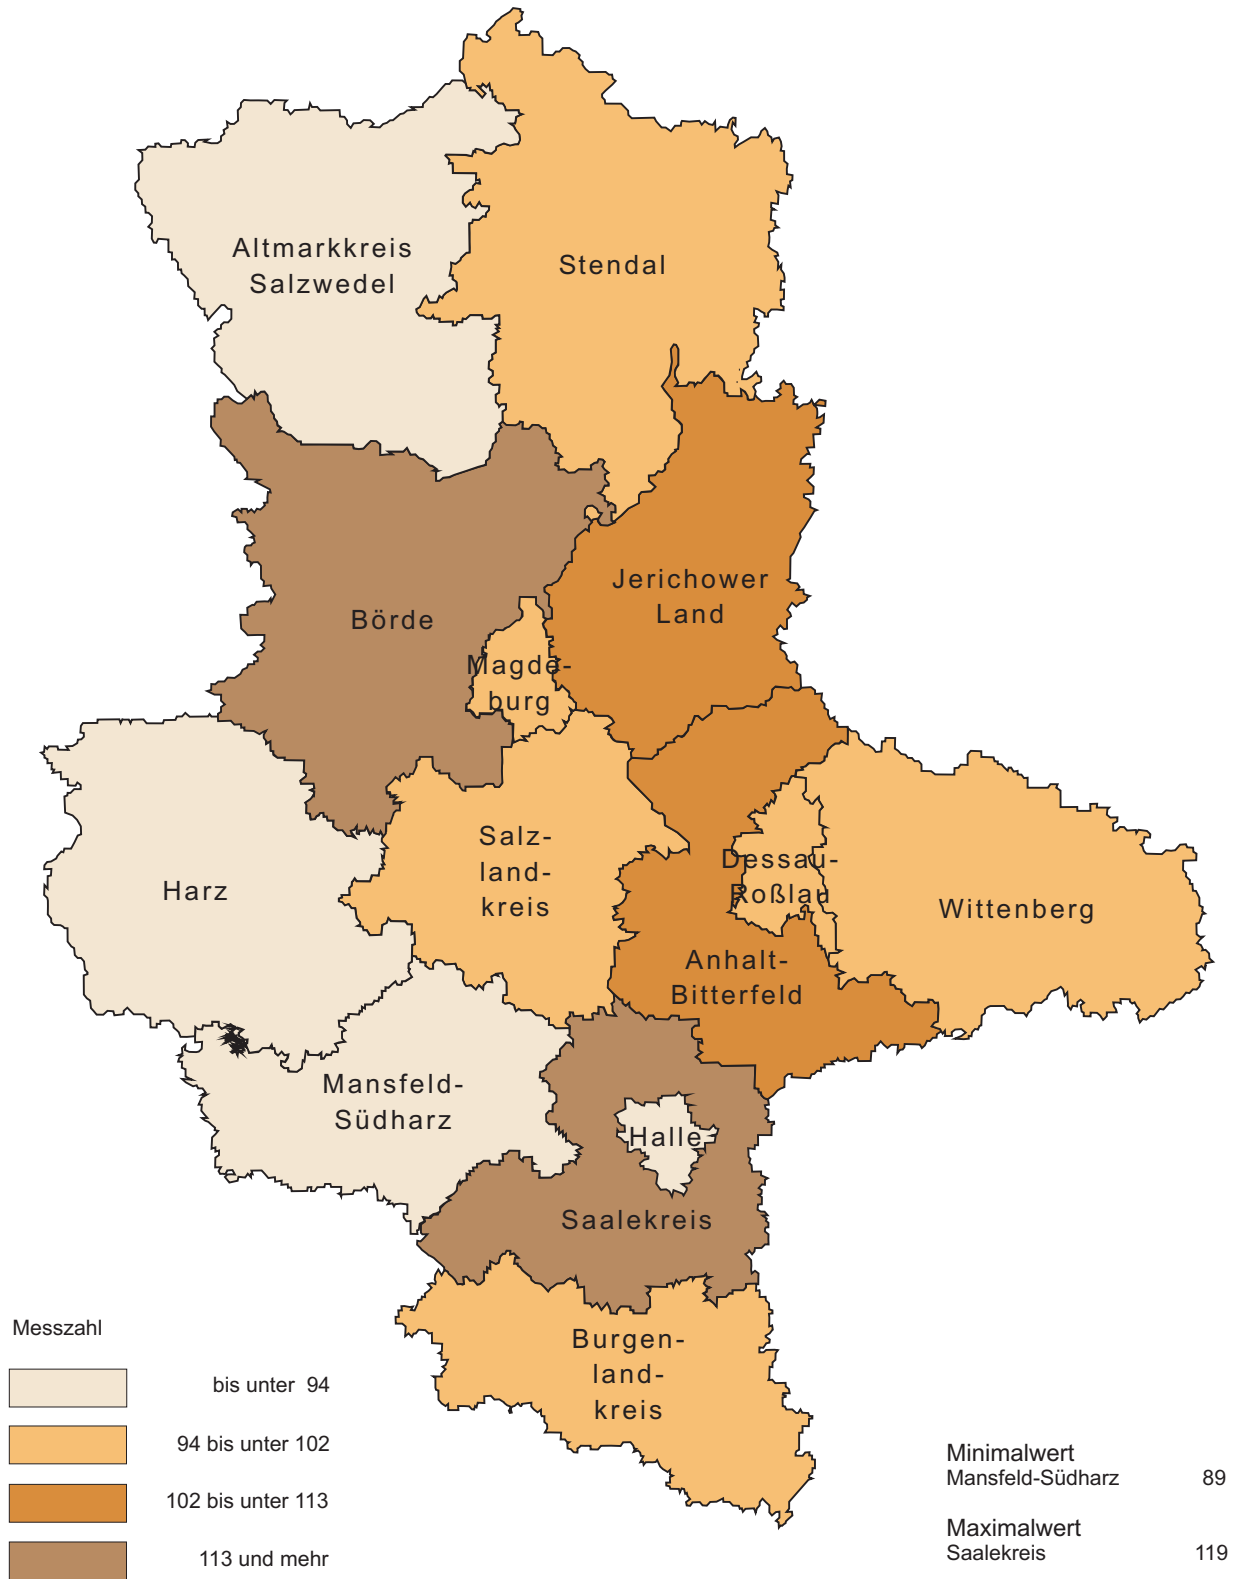 Altmarkkreis
Salzwedel
Stendal
Jerichower
Land
Börde
Magde-
burg
Salz-
land-
kreis
Harz
Dessau-
Roßlau
Wittenberg
Anhalt-
Bitterfeld
Mansfeld-
Südharz
Halle
Saalekreis
Burgen-
land-
kreis
Messzahl
bis unter 94
94 bis unter 102
102 bis unter 113
113 und mehr
Minimalwert
Mansfeld-Südharz 89
Maximalwert
Saalekreis 119